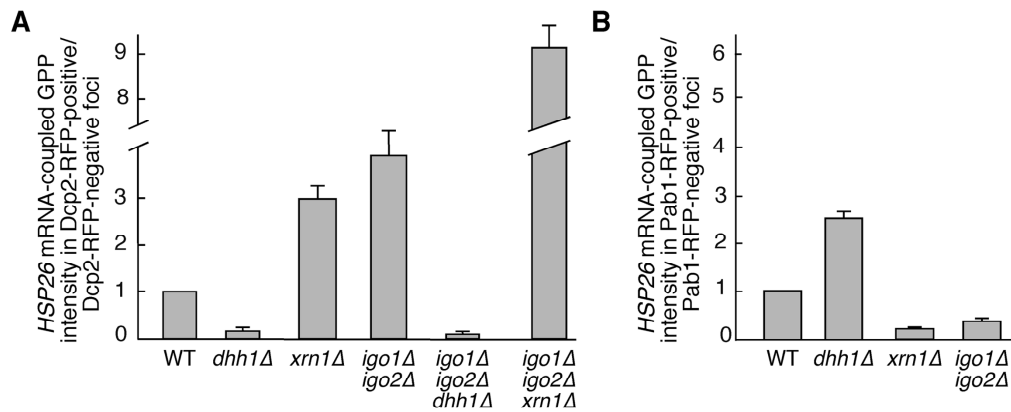 A
HSP26 mRNA-coupled GPP
intensity in Dcp2-RFP-positive/
Dcp2-RFP-negative foci
9
8
3
2
1
0
WT
dhh1Δ
xrn1Δ
igo1Δ
igo2Δ
igo1Δ
igo2Δ
dhh1Δ
igo1Δ
igo2Δ
xrn1Δ
B
HSP26 mRNA-coupled GPP
intensity in Pab1-RFP-positive/
Pab1-RFP-negative foci
6
5
4
3
2
1
0
WT
dhh1Δ
xrn1Δ
igo1Δ
igo2Δ